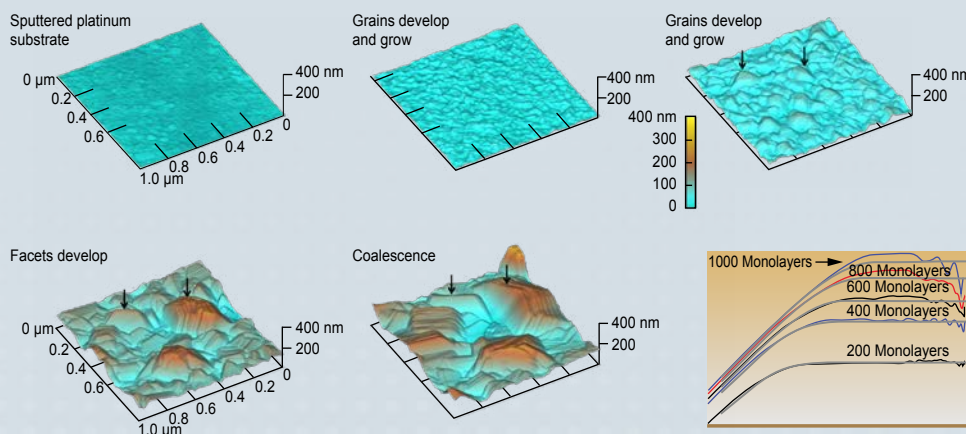 Sputtered platinum
substrate
0 μm
0.2
0.4
0.6
1.0 μm
0.8
0.6
0.4
0.2
0
400 nm
200
Grains develop
and grow
400 nm
200
Grains develop
and grow
400 nm
200
400 nm
300
200
100
0
Facets develop
0 μm
0.2
0.4
0.6
1.0 μm
0.8
0.6
0.4
0.2
0
400 nm
200
Coalescence
400 nm
200
1000 Monolayers
800 Monolayers
600 Monolayers
400 Monolayers
200 Monolayers